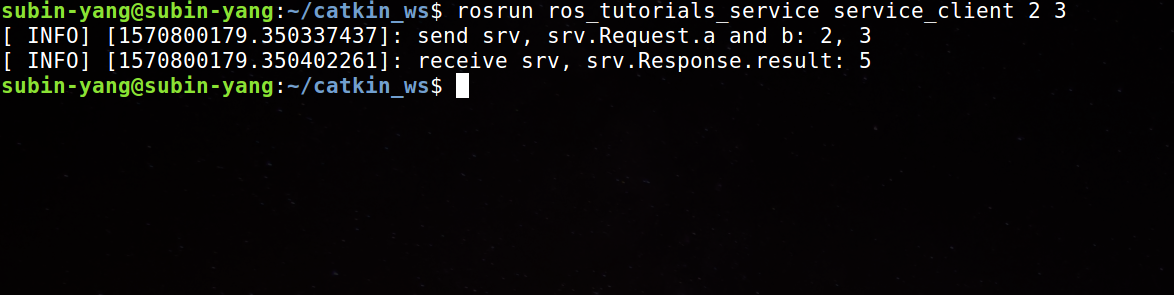 subin-yang@subin-yang:~/catkin_ws$ rosrun ros_tutorials_service service_client 2 3
[ INFO] [1570800179.350337437]: send srv, srv.Request.a and b: 2, 3
[ INFO] [1570800179.350402261]: receive srv, srv.Response.result: 5
subin-yang@subin-yang:~/catkin_ws$